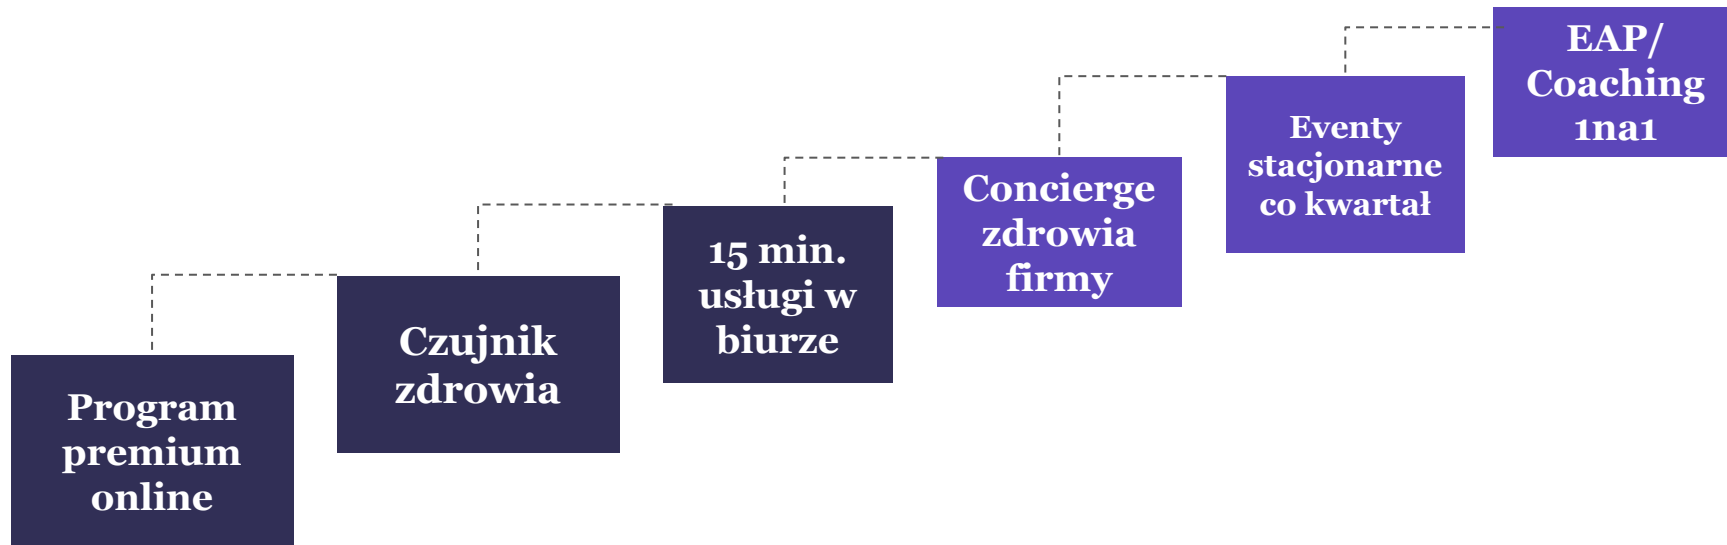 Program
premium
online
Czujnik
zdrowia
15 min.
usługi w
biurze
Concierge
zdrowia
firmy
Eventy
stacjonarne
co kwartał
EAP/
Coaching
1na1